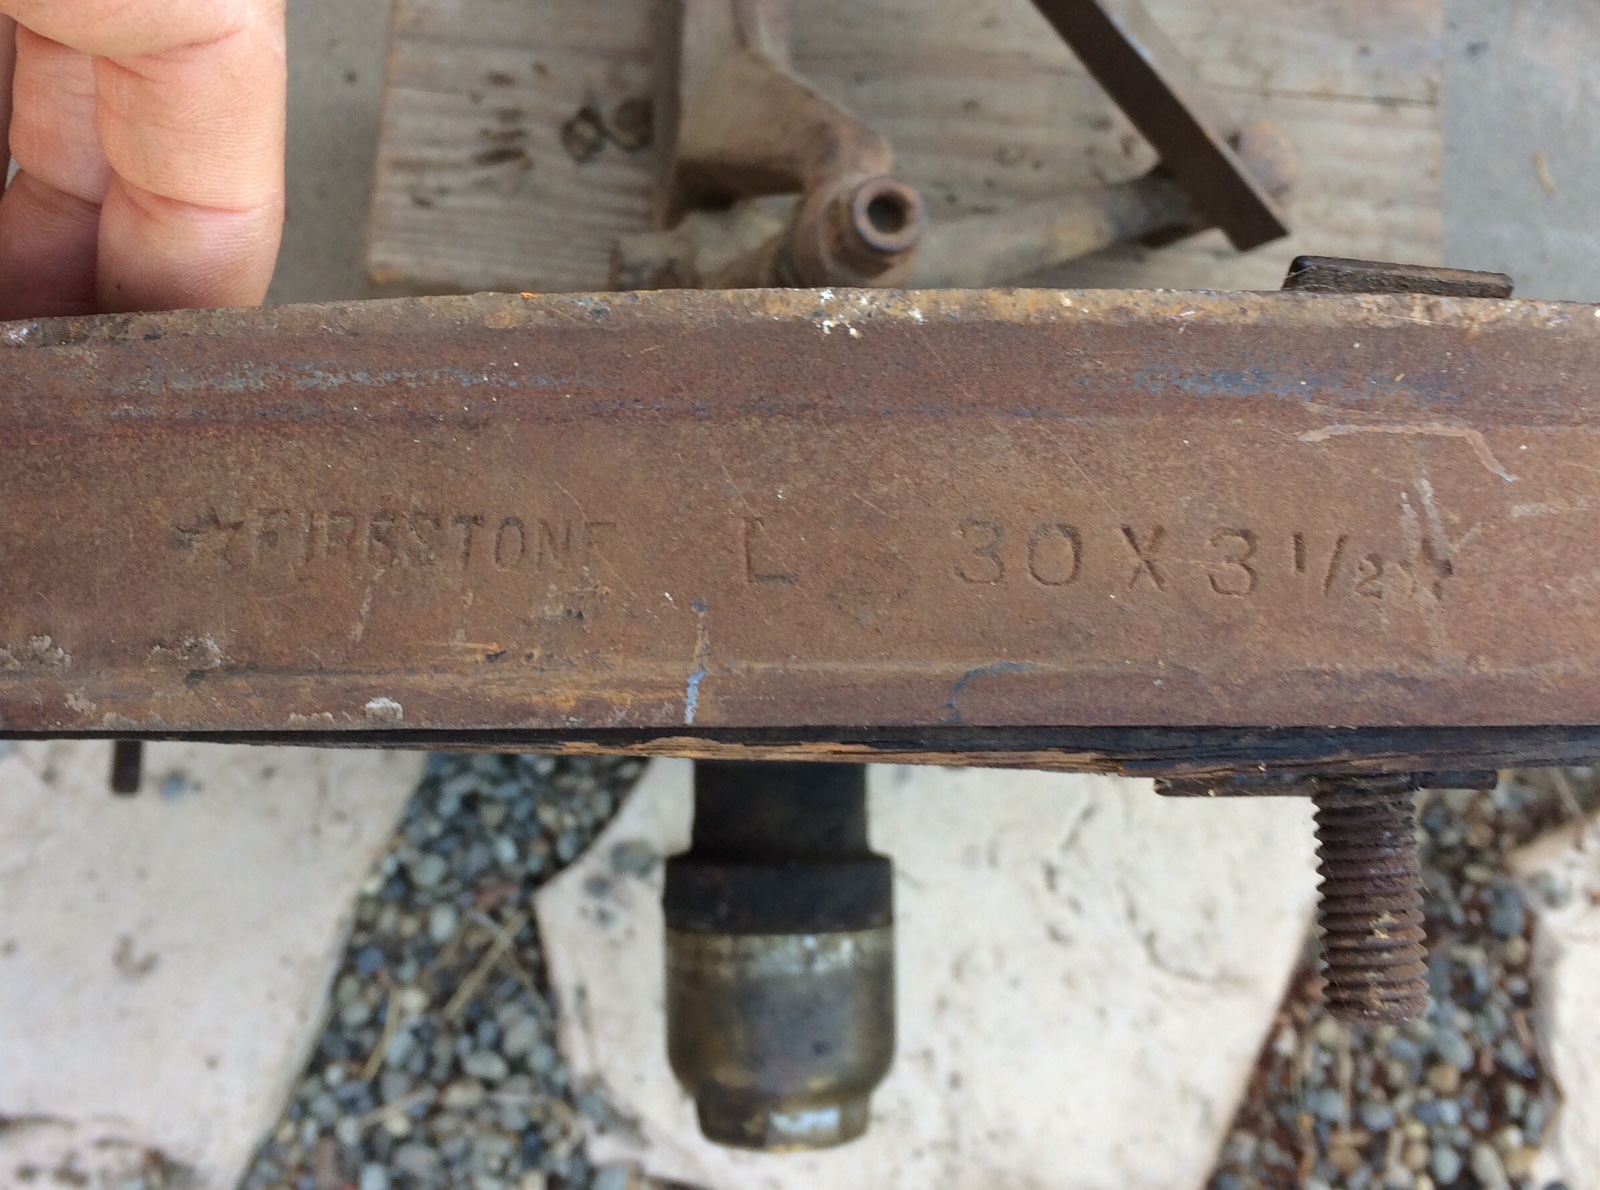 ☆FIRESTONE L 30 X 3 1/2